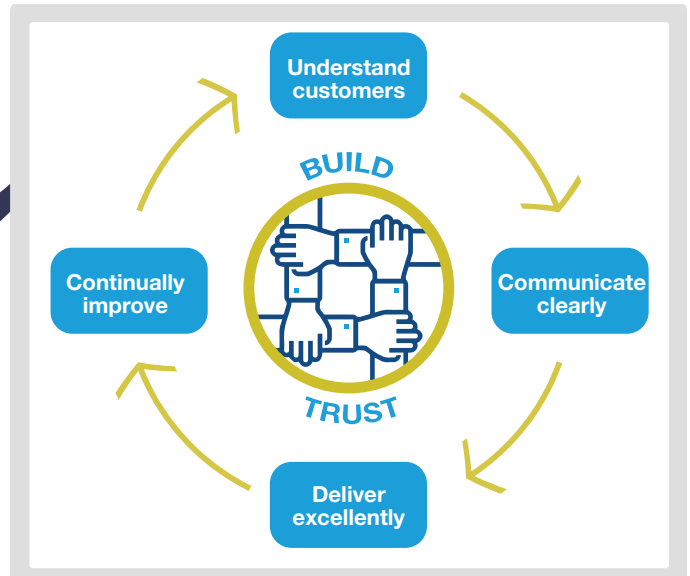 Understand
customers
BUILD
Continually
improve
Communicate
clearly
TRUST
Deliver
excellently